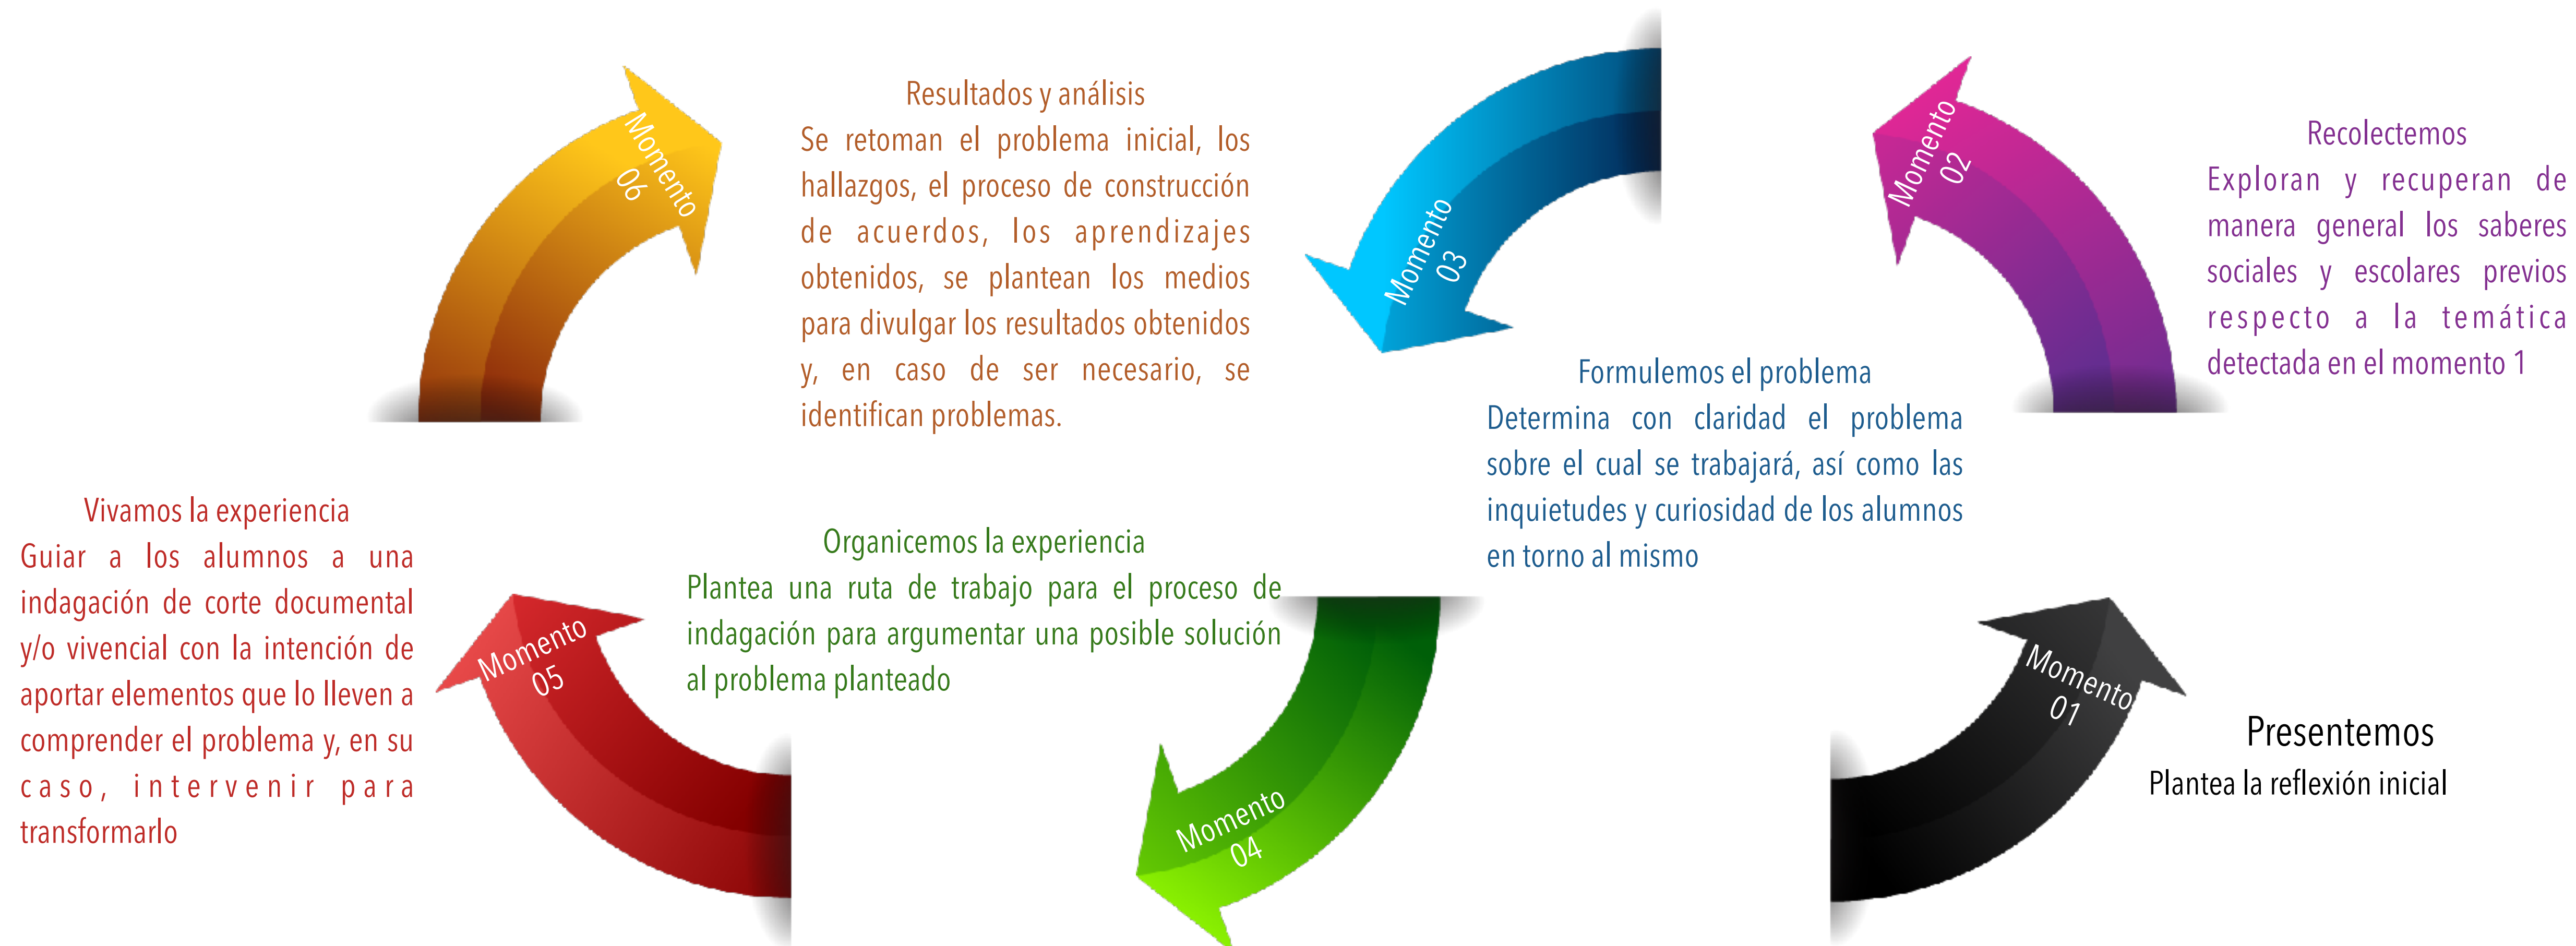 Momento
01
Presentemos
Plantea la reflexión inicial
Momento
02
Recolectemos
Exploran y recuperan de
manera general los saberes
sociales y escolares previos
respecto a la temática
detectada en el momento 1
Momento
03
Formulemos el problema
Determina con claridad el problema
sobre el cual se trabajará, así como las
inquietudes y curiosidad de los alumnos
en torno al mismo
Momento
04
Organicemos la experiencia
Plantea una ruta de trabajo para el proceso de
indagación para argumentar una posible solución
al problema planteado
Momento
05
Vivamos la experiencia
Guiar a los alumnos a una
indagación de corte documental
y/o vivencial con la intención de
aportar elementos que lo lleven a
comprender el problema y, en su
caso, intervenir para
transformarlo
Momento
06
Resultados y análisis
Se retoman el problema inicial, los
hallazgos, el proceso de construcción
de acuerdos, los aprendizajes
obtenidos, se plantean los medios
para divulgar los resultados obtenidos
y, en caso de ser necesario, se
identifican problemas.